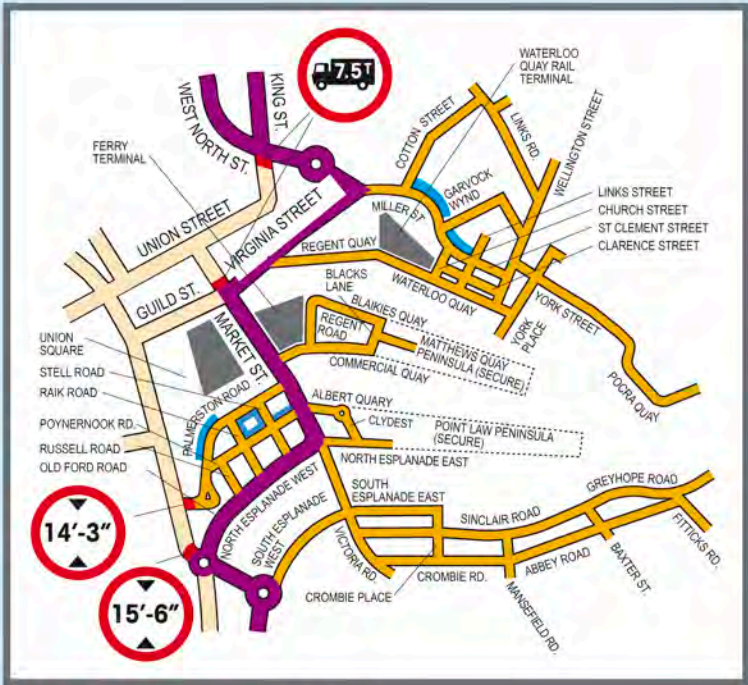 7.5T
KING ST.
WEST NORTH ST.
WATERLOO
QUAY RAIL
TERMINAL
COTTON STREET
LINKS RD.
WELLINGTON STREET
FERRY
TERMINAL
GARVOCK
WYND
LINKS STREET
CHURCH STREET
ST CLEMENT STREET
CLARENCE STREET
MILLER ST
UNION STREET
VIRGINIA STREET
REGENT QUAY
WATERLOO QUAY
GUILD ST.
BLACKS
LANE
BLAIKIES QUAY
REGENT
ROAD
MATTHEWS QUAY
PENINSULA (SECURE)
YORK
PLACE
YORK STREET
POCRA QUAY
COMMERCIAL QUAY
MARKET ST.
UNION
SQUARE
STELL ROAD
RAIK ROAD
POYNERNOOK RD.
RUSSELL ROAD
OLD FORD ROAD
PALMERSTON ROAD
ALBERT QUARY
CLYDEST
POINT LAW PENINSULA
(SECURE)
NORTH ESPLANADE EAST
NORTH ESPLANADE WEST
SOUTH ESPLANADE
WEST
SOUTH
ESPLANADE EAST
VICTORIA RD.
SINCLAIR ROAD
GREYHOPE ROAD
FITTICKS RD.
CROMBIE RD.
ABBEY ROAD
BAXTER ST.
MANSEFIELD RD.
CROMBIE PLACE
14'-3"
15'-6"